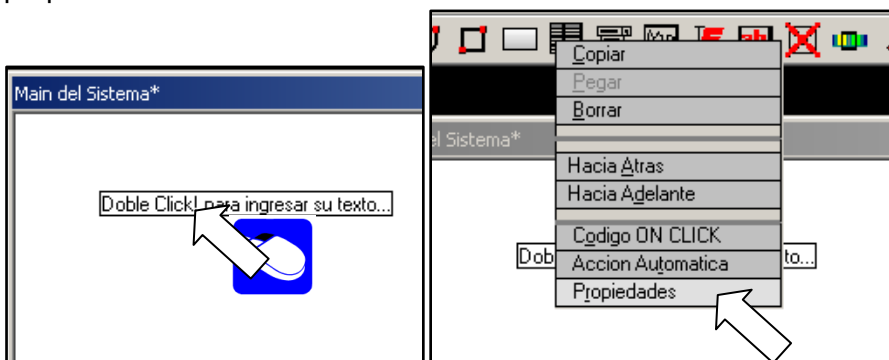 Main del Sistema*
Doble Click! para ingresar su texto...
Copiar
Pegar
Borrar
el Sistema*
Hacia Atras
Hacia Adelante
Codigo ON CLICK
Dob
to...
Accion Automatica
Propiedades